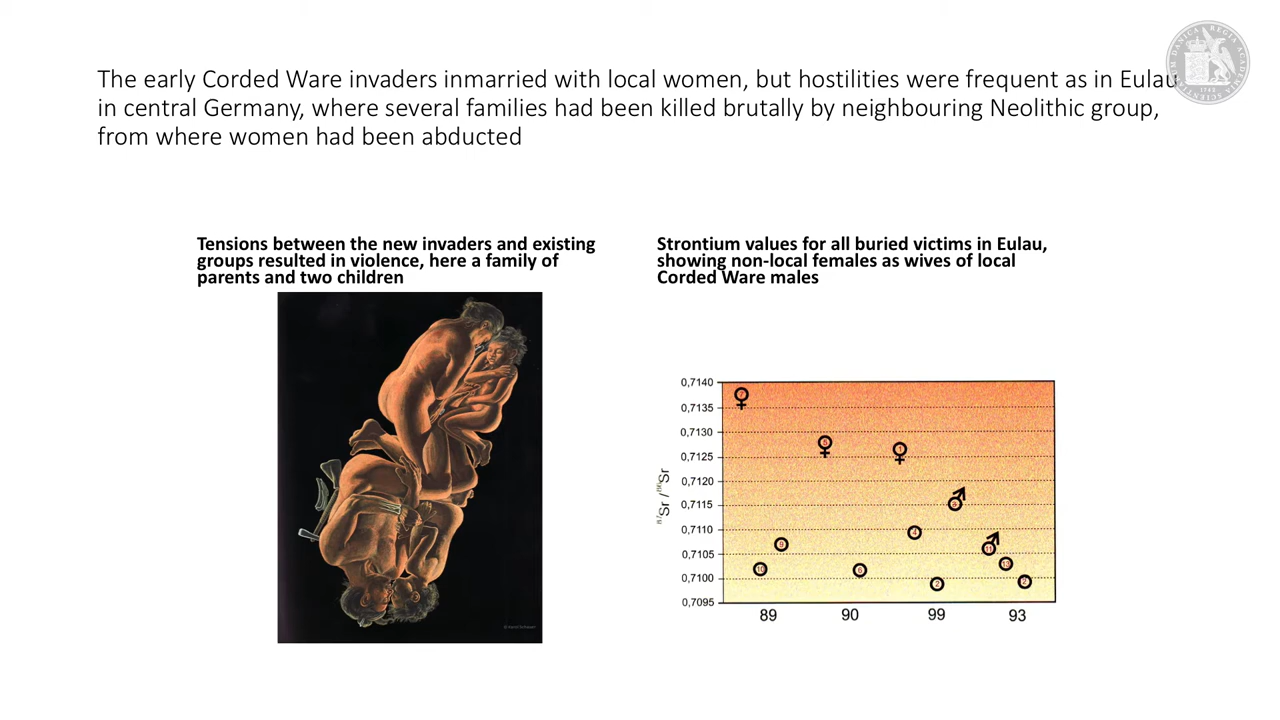 The early Corded Ware invaders inmarried with local women, but hostilities were frequent as in Eulau
in central Germany, where several families had been killed brutally by neighbouring Neolithic group,
from where women had been abducted
Tensions between the new invaders and existing
groups resulted in violence, here a family of
parents and two children
Strontium values for all buried victims in Eulau,
showing non-local females as wives of local
Corded Ware males
0,7140
0,7135
0,7130
0,7125
0,7120
0,7115
0,7110
0,7105
0,7100
0,7095
⁸⁷Sr /⁸⁶Sr
89
90
99
93